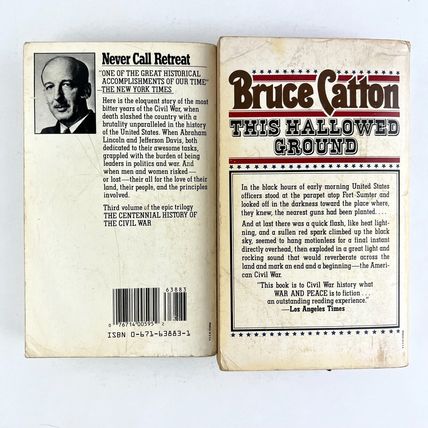 Never Call Retreat
"ONE OF THE GREAT HISTORICAL
ACCOMPLISHMENTS OF OUR TIME"
—THE NEW YORK TIMES
Here is the eloquent story of the most
bitter years of the Civil War, when
death slashed the country with a
brutality unparalleled in the history
of the United States. When Abraham
Lincoln and Jefferson Davis, both
dedicated to their awesome tasks,
grappled with the burden of being
leaders in politics and war. And
when men and women risked—
or lost—their all for the love of their
land, their people, and the principles
involved.
Third volume of the epic trilogy
THE CENTENNIAL HISTORY OF
THE CIVIL WAR
63883
0 76714 00595 2
ISBN 0-671-63883-1
Bruce Catton
THIS HALLOWED
GROUND
In the black hours of early morning United States
officers stood at the parapet atop Fort Sumter and
looked off in the darkness toward the place where,
they knew, the nearest guns had been planted. . . .
And at last there was a quick flash, like heat light-
ning, and a sullen red spark climbed up the black
sky, seemed to hang motionless for a final instant
directly overhead, then exploded in a great light and
rocking sound that would reverberate across the
land and mark an end and a beginning—the Ameri-
can Civil War.
"This book is to Civil War history what
WAR AND PEACE is to fiction . . .
an outstanding reading experience."
—Los Angeles Times